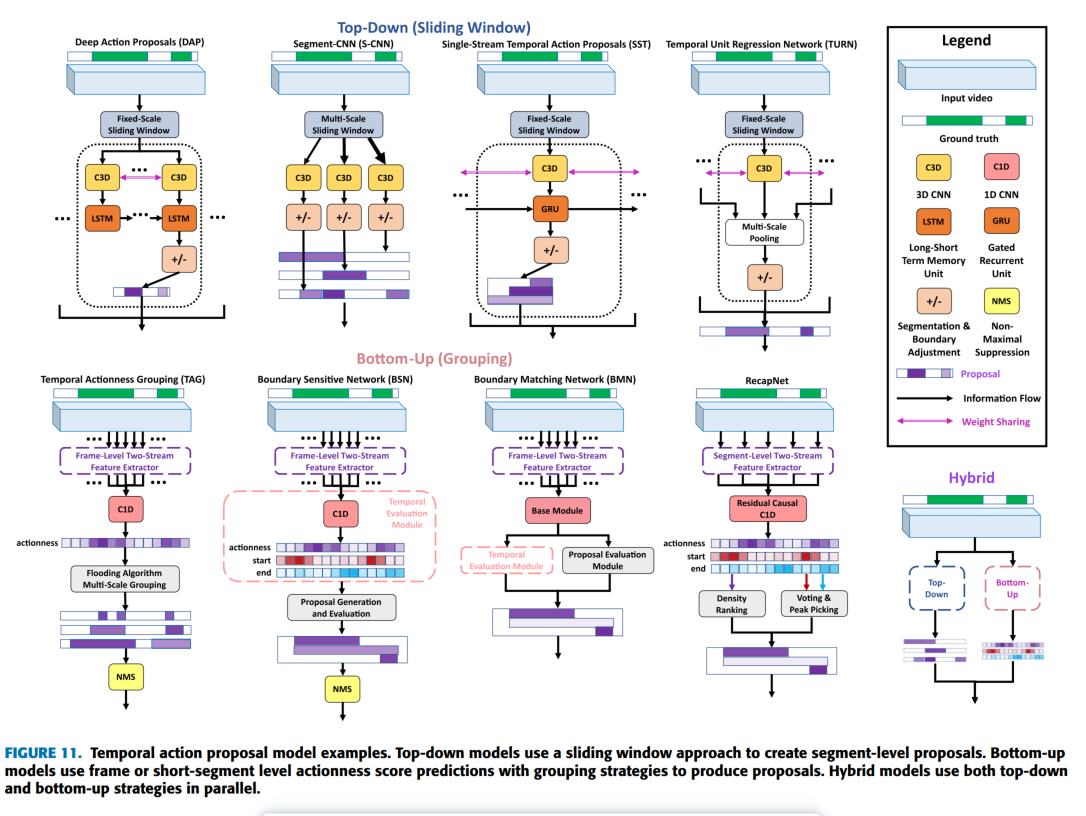 Top-Down (Sliding Window)
Deep Action Proposals (DAP)
Fixed-Scale
Sliding Window
C3D
...
C3D
...
LSTM
...
LSTM
...
+/-
Segment-CNN (S-CNN)
Multi-Scale
Sliding Window
C3D
C3D
C3D
+/-
+/-
+/-
Single-Stream Temporal Action Proposals (SST)
Fixed-Scale
Sliding Window
...
C3D
...
GRU
+/-
Temporal Unit Regression Network (TURN)
Fixed-Scale
Sliding Window
...
C3D
...
Multi-Scale
Pooling
+/-
Legend
Input video
Ground truth
C3D
C1D
3D CNN
1D CNN
LSTM
GRU
Long-Short
Term Memory
Unit
Gated
Recurrent
Unit
+/-
NMS
Segmentation &
Boundary
Adjustment
Non-
Maximal
Suppression
Proposal
Information Flow
Weight Sharing
Bottom-Up (Grouping)
Temporal Actionness Grouping (TAG)
... ...
Frame-Level Two-Stream
Feature Extractor
... ...
C1D
actionness
Flooding Algorithm
Multi-Scale Grouping
NMS
Boundary Sensitive Network (BSN)
... ...
Frame-Level Two-Stream
Feature Extractor
... ...
C1D
Temporal
Evaluation
Module
actionness
start
end
Proposal Generation
and Evaluation
NMS
Boundary Matching Network (BMN)
... ...
Frame-Level Two-Stream
Feature Extractor
... ...
Base Module
Temporal
Evaluation Module
Proposal Evaluation
Module
RecapNet
Segment-Level Two-Stream
Feature Extractor
Residual Causal
C1D
actionness
start
end
Density
Ranking
Voting &
Peak Picking
Hybrid
Top-
Down
Bottom-
Up
FIGURE 11. Temporal action proposal model examples. Top-down models use a sliding window approach to create segment-level proposals. Bottom-up
models use frame or short-segment level actionness score predictions with grouping strategies to produce proposals. Hybrid models use both top-down
and bottom-up strategies in parallel.